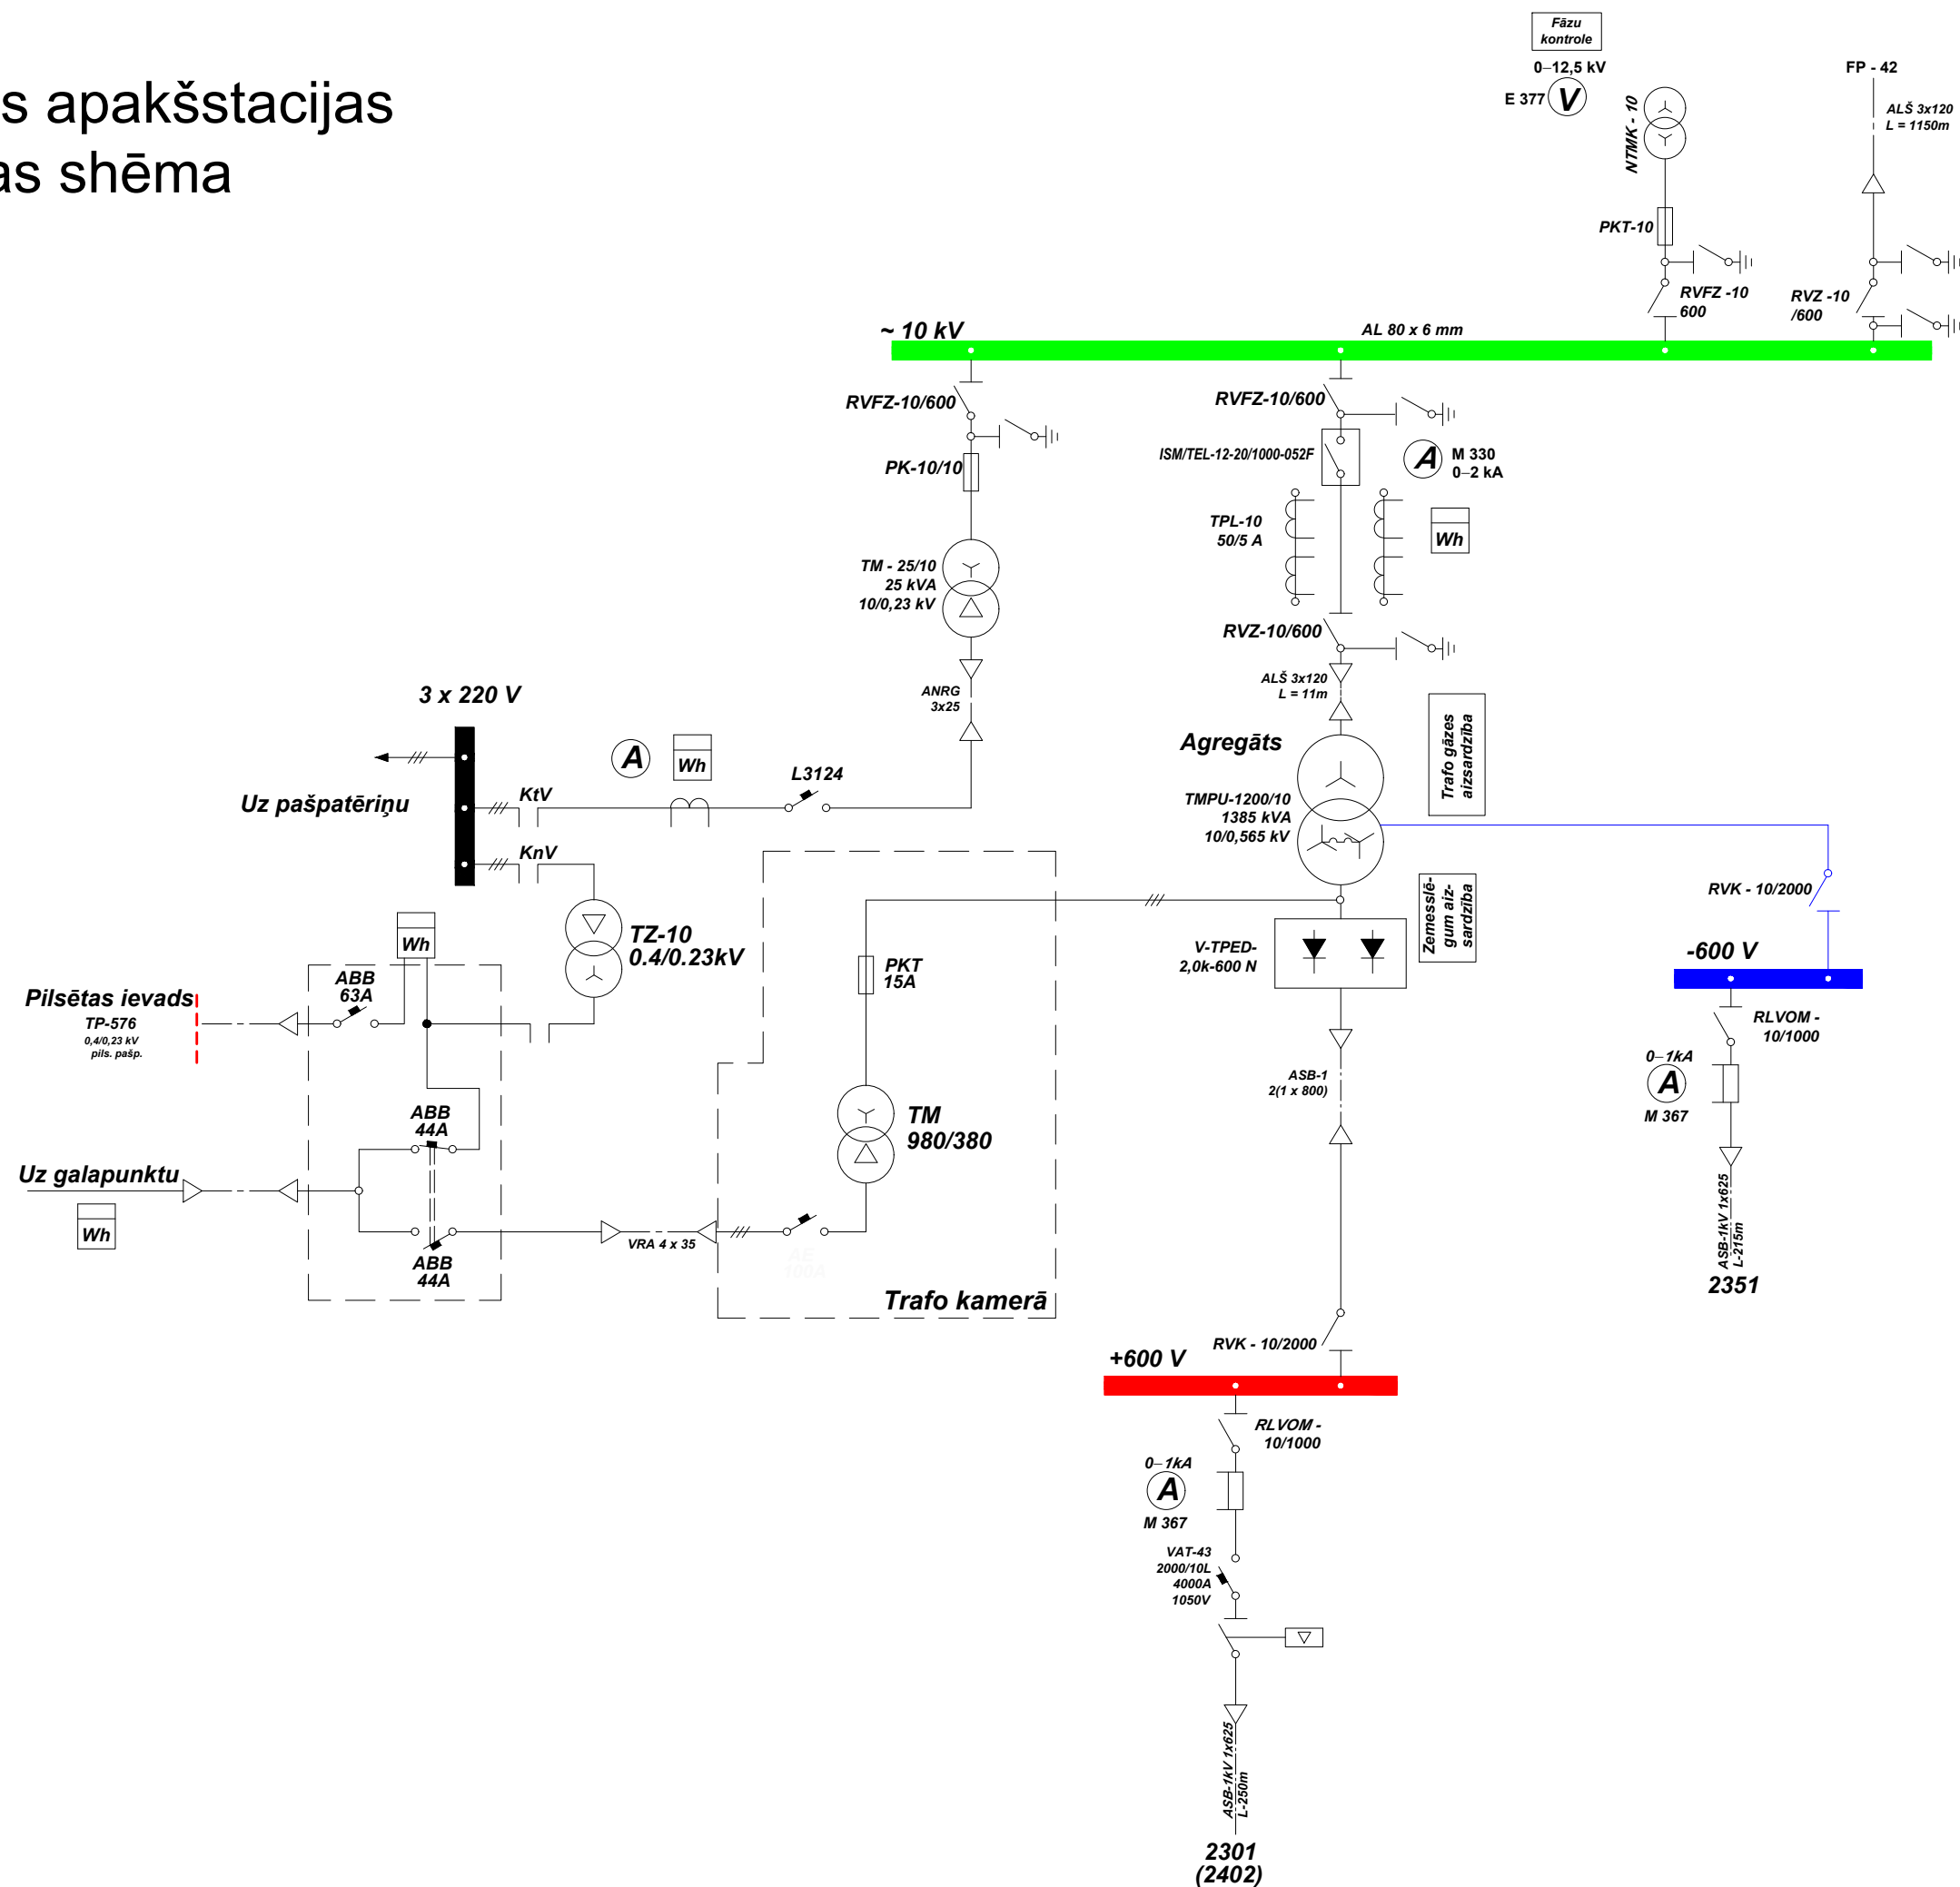 s apakšstacijas
as shēma
Fāzu
kontrole
0–12,5 kV
E 377
V
NTMK - 10
FP - 42
ALŠ 3x120
L = 1150m
PKT-10
RVFZ -10
600
RVZ -10
/600
~ 10 kV
AL 80 x 6 mm
RVFZ-10/600
PK-10/10
TM - 25/10
25 kVA
10/0,23 kV
ANRG
3x25
RVFZ-10/600
ISM/TEL-12-20/1000-052F
A
M 330
0–2 kA
TPL-10
50/5 A
Wh
RVZ-10/600
ALŠ 3x120
L = 11m
Agregāts
Trafo gāzes
aizsardzība
TMPU-1200/10
1385 kVA
10/0,565 kV
Zemesslē-
gum aiz-
sardzība
V-TPED-
2,0k-600 N
3 x 220 V
Uz pašpatēriņu
A
Wh
L3124
KtV
KnV
TZ-10
0.4/0.23kV
Wh
ABB
63A
Pilsētas ievads
TP-576
0,4/0,23 kV
pils. pašp.
ABB
44A
Uz galapunktu
Wh
ABB
44A
VRA 4 x 35
PKT
15A
TM
980/380
Trafo kamerā
ASB-1
2(1 x 800)
RVK - 10/2000
-600 V
RLVOM -
10/1000
0–1kA
A
M 367
ASB-1kV 1x625
L-215m
2351
RVK - 10/2000
+600 V
RLVOM -
10/1000
0–1kA
A
M 367
VAT-43
2000/10L
4000A
1050V
ASB-1kV 1x625
L-250m
2301
(2402)